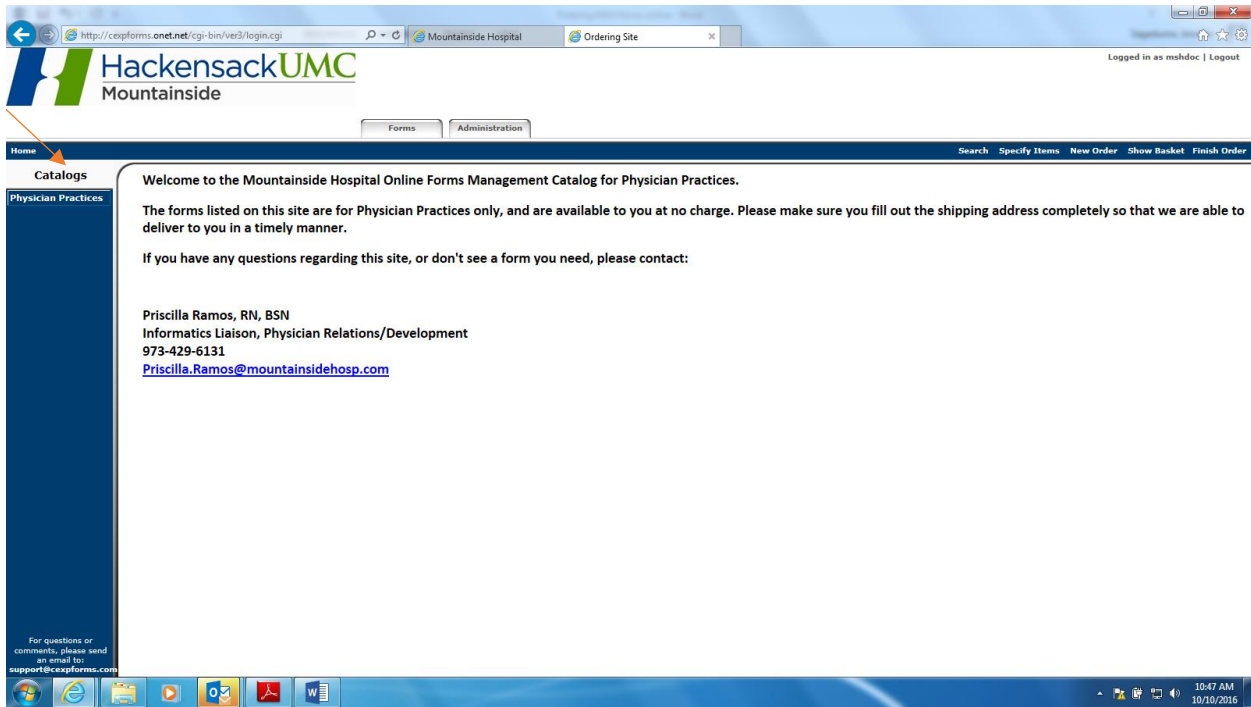 http://cexpforms.onet.net/cgi-bin/ver3/login.cgi
Mountainside Hospital
Ordering Site
HackensackUMC
Mountainside
Logged in as mshdoc | Logout
Forms
Administration
Home
Search Specify Items New Order Show Basket Finish Order
Catalogs
Physician Practices
Welcome to the Mountainside Hospital Online Forms Management Catalog for Physician Practices.
The forms listed on this site are for Physician Practices only, and are available to you at no charge. Please make sure you fill out the shipping address completely so that we are able to
deliver to you in a timely manner.
If you have any questions regarding this site, or don't see a form you need, please contact:
Priscilla Ramos, RN, BSN
Informatics Liaison, Physician Relations/Development
973-429-6131
Priscilla.Ramos@mountainsidehosp.com
For questions or
comments, please send
an email to:
support@cexpforms.com
10:47 AM
10/10/2016